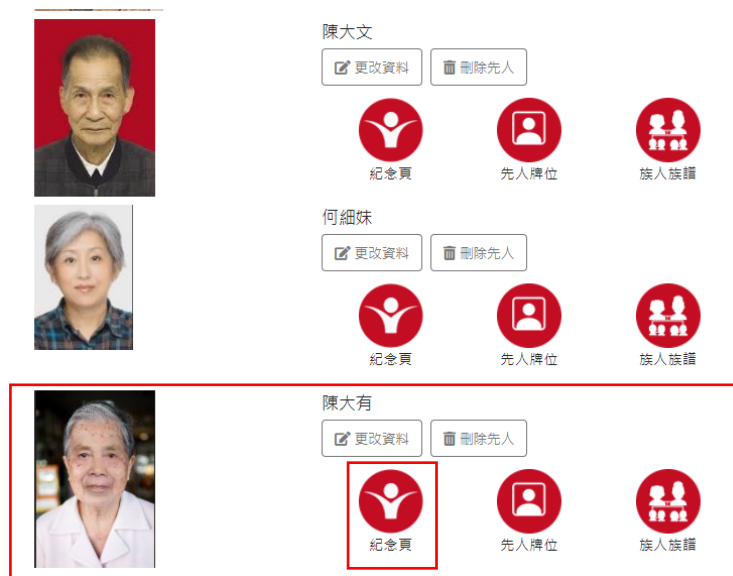 陳大文
更改資料 刪除先人
紀念頁 先人牌位 族人族譜
何細妹
更改資料 刪除先人
紀念頁 先人牌位 族人族譜
陳大有
更改資料 刪除先人
紀念頁 先人牌位 族人族譜